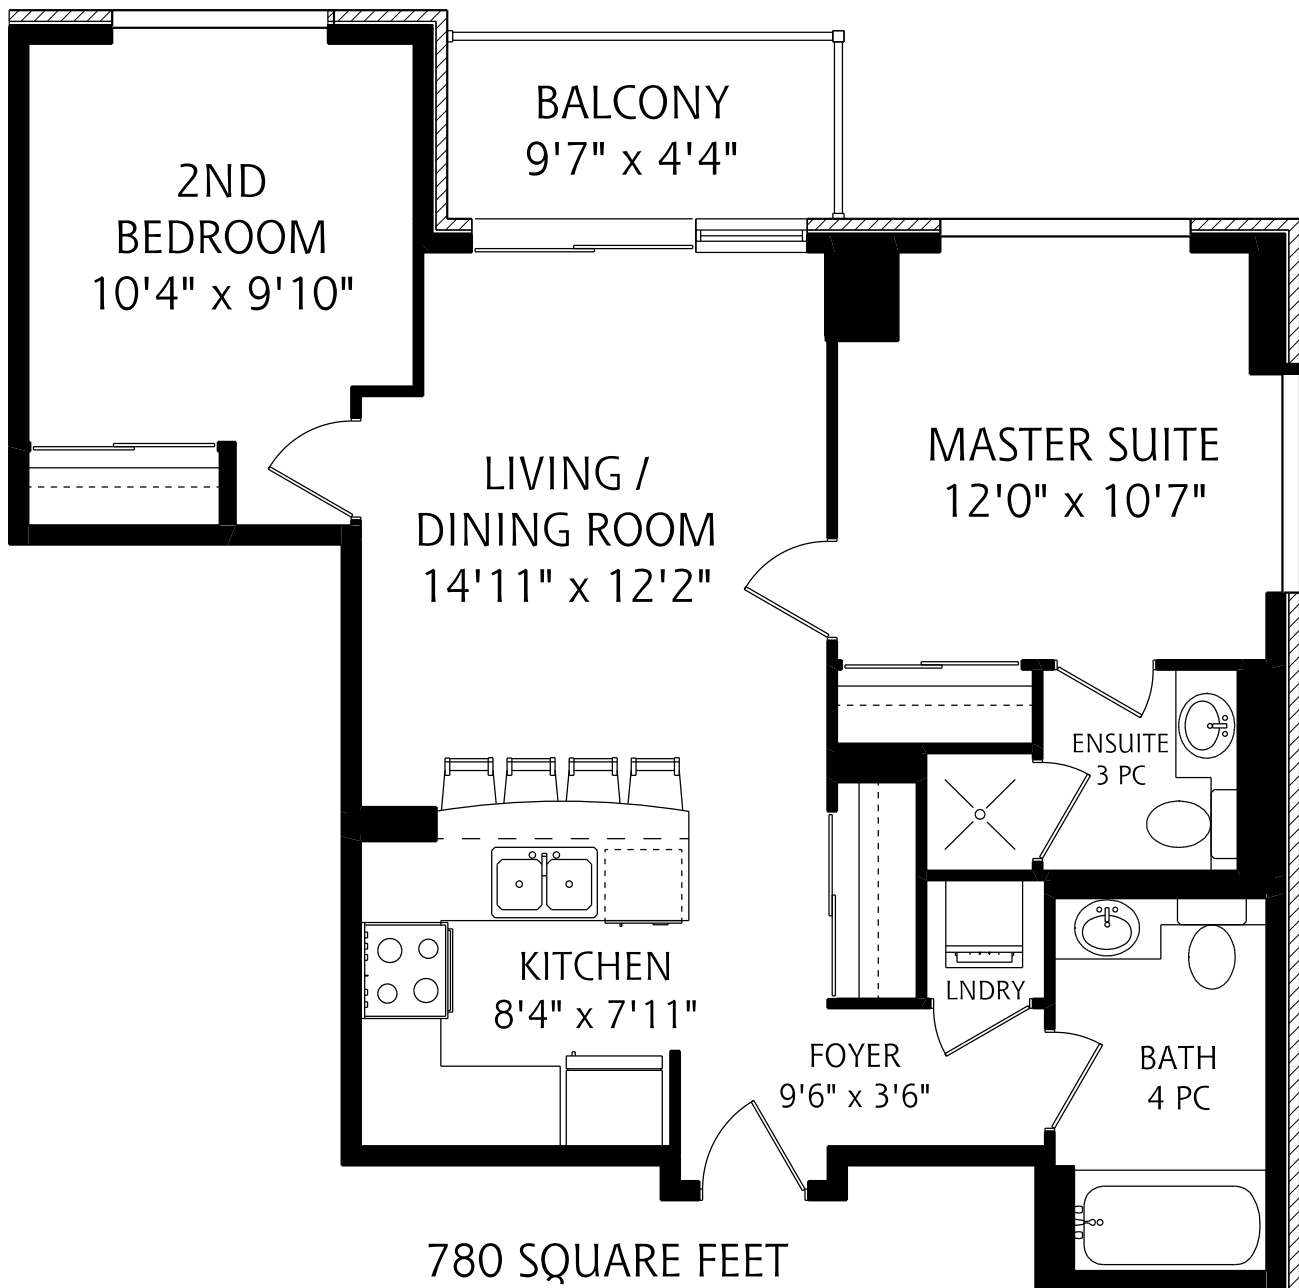 BALCONY
9'7" x 4'4"
2ND
BEDROOM
10'4" x 9'10"
LIVING /
DINING ROOM
14'11" x 12'2"
MASTER SUITE
12'0" x 10'7"
ENSUITE
3 PC
KITCHEN
8'4" x 7'11"
LNDRY
FOYER
9'6" x 3'6"
BATH
4 PC
780 SQUARE FEET